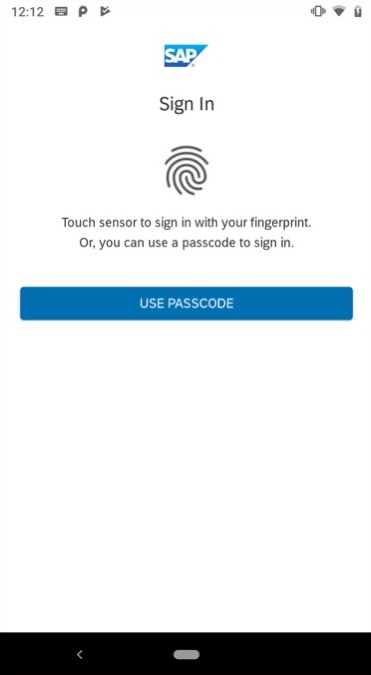 12:12
SAP
Sign In
Touch sensor to sign in with your fingerprint.
Or, you can use a passcode to sign in.
USE PASSCODE